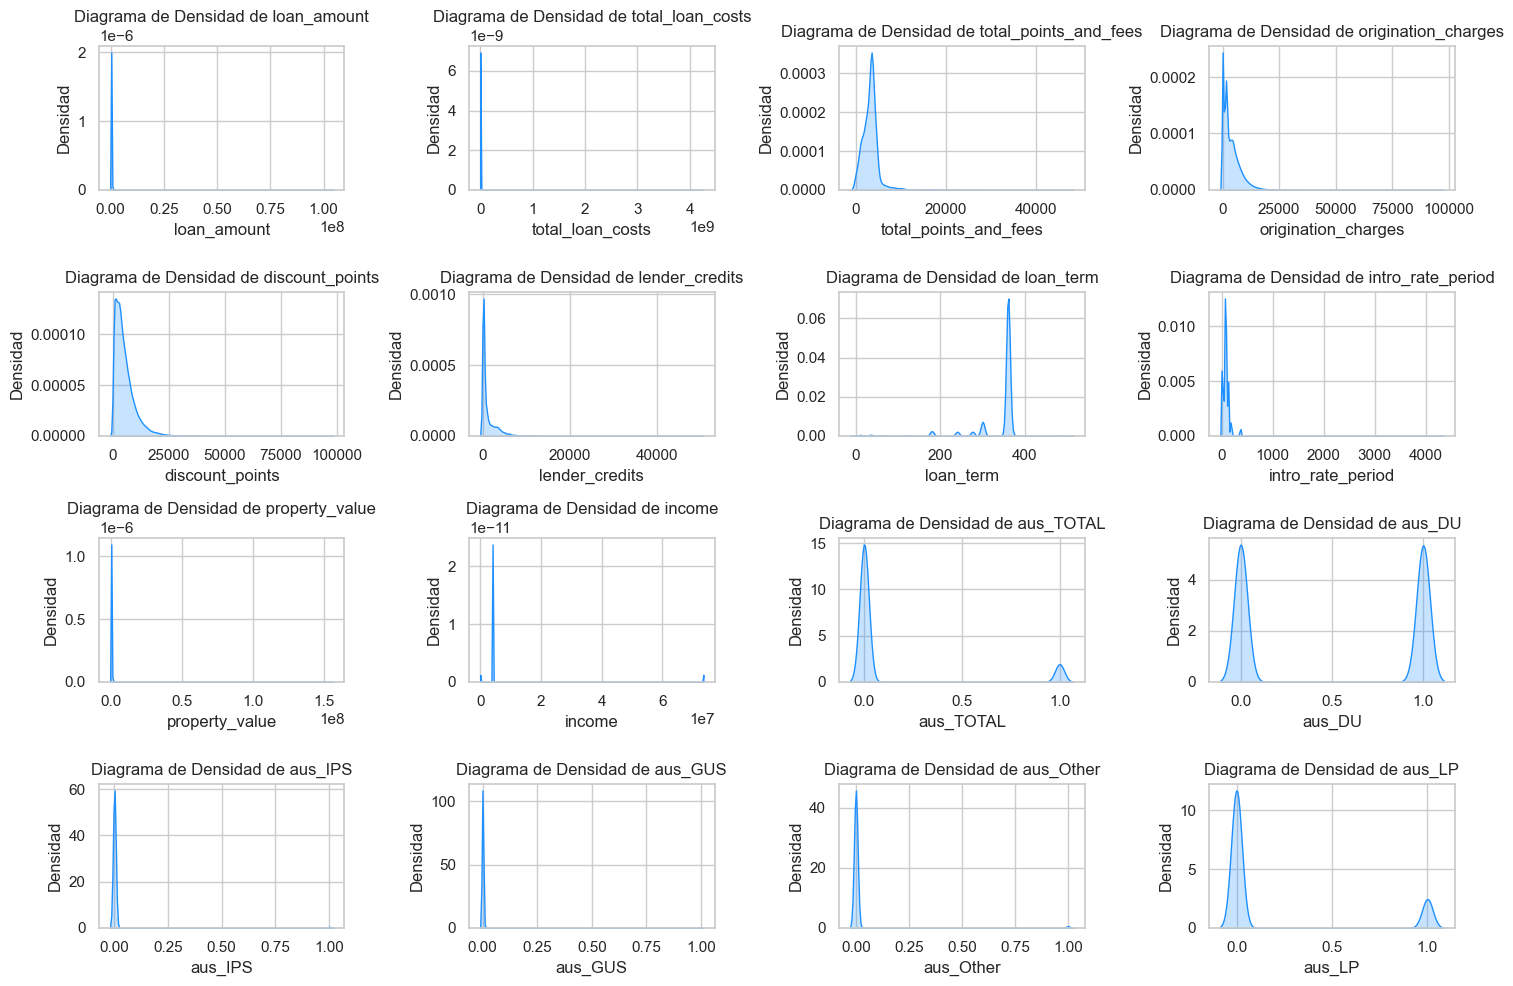 Diagrama de Densidad de loan_amount
1e−6
Densidad
2
1
0
0.00 0.25 0.50 0.75 1.00
1e8
loan_amount
Diagrama de Densidad de total_loan_costs
1e−9
Densidad
6
4
2
0
0 1 2 3 4
1e9
total_loan_costs
Diagrama de Densidad de total_points_and_fees
Densidad
0.0003
0.0002
0.0001
0.0000
0 20000 40000
total_points_and_fees
Diagrama de Densidad de origination_charges
Densidad
0.0002
0.0001
0.0000
0 25000 50000 75000 100000
origination_charges
Diagrama de Densidad de discount_points
Densidad
0.00010
0.00005
0.00000
0 25000 50000 75000 100000
discount_points
Diagrama de Densidad de lender_credits
Densidad
0.0010
0.0005
0.0000
0 20000 40000
lender_credits
Diagrama de Densidad de loan_term
Densidad
0.06
0.04
0.02
0.00
0 200 400
loan_term
Diagrama de Densidad de intro_rate_period
Densidad
0.010
0.005
0.000
0 1000 2000 3000 4000
intro_rate_period
Diagrama de Densidad de property_value
1e−6
Densidad
1.0
0.5
0.0
0.0 0.5 1.0 1.5
1e8
property_value
Diagrama de Densidad de income
1e−11
Densidad
2
1
0
0 2 4 6
1e7
income
Diagrama de Densidad de aus_TOTAL
Densidad
15
10
5
0
0.0 0.5 1.0
aus_TOTAL
Diagrama de Densidad de aus_DU
Densidad
4
2
0
0.0 0.5 1.0
aus_DU
Diagrama de Densidad de aus_IPS
Densidad
60
40
20
0
0.00 0.25 0.50 0.75 1.00
aus_IPS
Diagrama de Densidad de aus_GUS
Densidad
100
50
0
0.00 0.25 0.50 0.75 1.00
aus_GUS
Diagrama de Densidad de aus_Other
Densidad
40
20
0
0.00 0.25 0.50 0.75 1.00
aus_Other
Diagrama de Densidad de aus_LP
Densidad
10
5
0
0.0 0.5 1.0
aus_LP